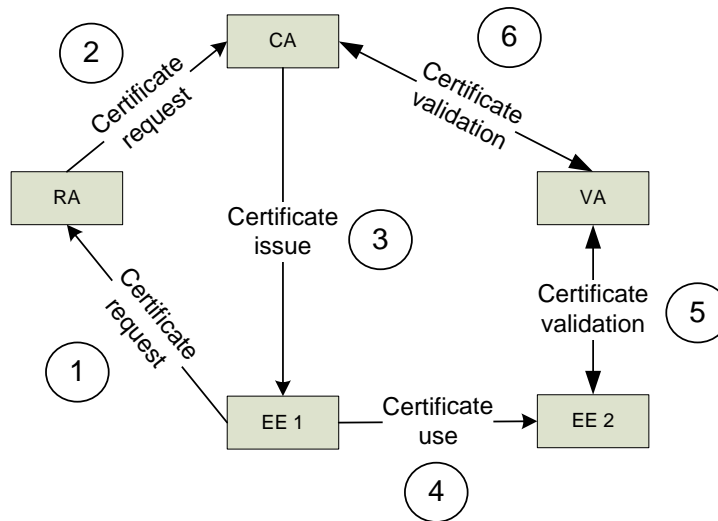 2
CA
6
Certificate
request
Certificate
validation
RA
VA
Certificate
issue
3
Certificate
request
Certificate
validation
5
1
EE 1
Certificate
use
EE 2
4